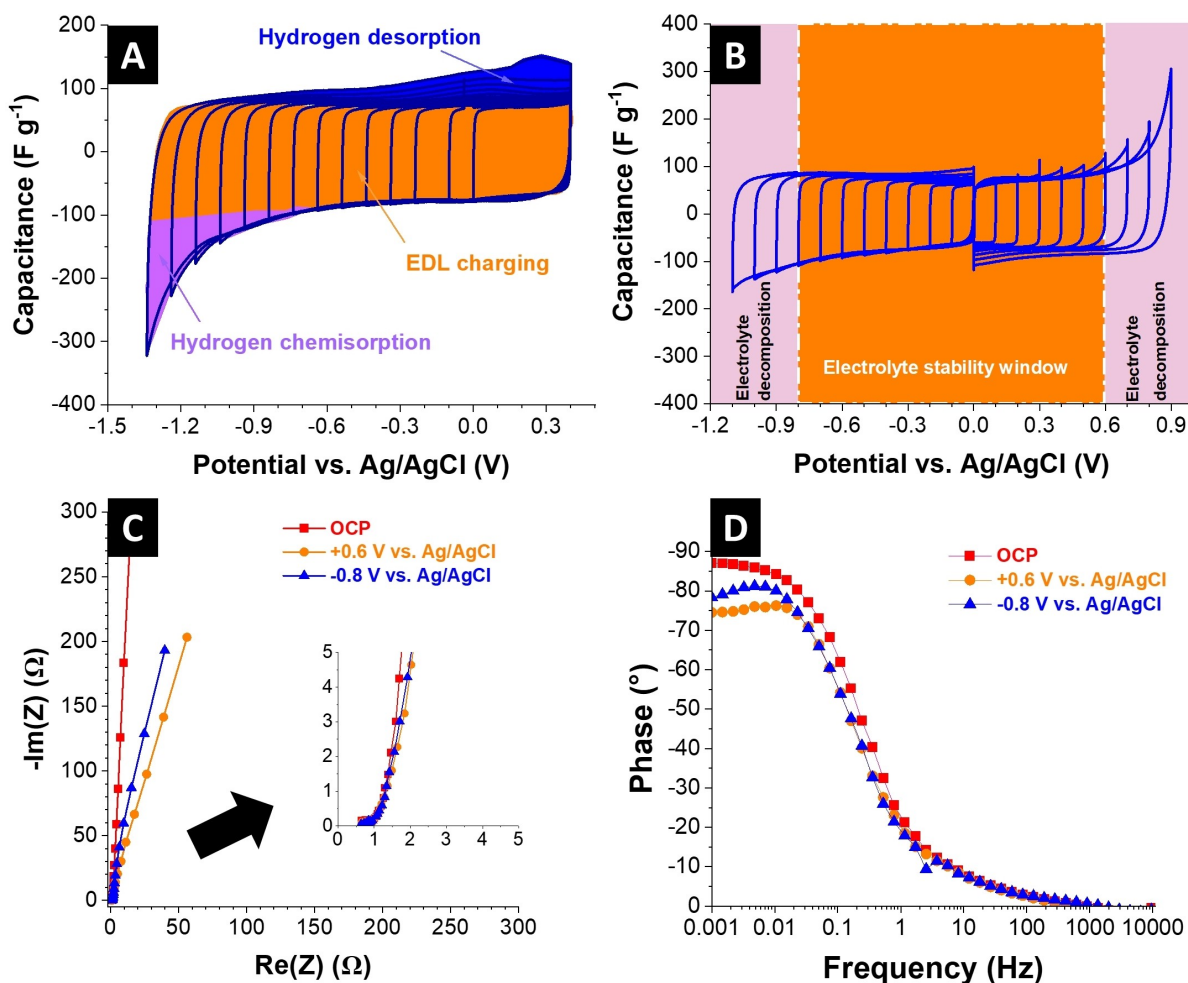 A
Hydrogen desorption
EDL charging
Hydrogen chemisorption
Capacitance (F g-1)
200
100
0
-100
-200
-300
-400
-1.5 -1.2 -0.9 -0.6 -0.3 0.0 0.3
Potential vs. Ag/AgCl (V)
B
Capacitance (F g-1)
400
300
200
100
0
-100
-200
-300
-400
Electrolyte
decomposition
Electrolyte stability window
Electrolyte
decomposition
-1.2 -0.9 -0.6 -0.3 0.0 0.3 0.6 0.9
Potential vs. Ag/AgCl (V)
C
OCP
+0.6 V vs. Ag/AgCl
-0.8 V vs. Ag/AgCl
-Im(Z) (Ω)
300
250
200
150
100
50
0
5
4
3
2
1
0
0 1 2 3 4 5
0 50 100 150 200 250 300
Re(Z) (Ω)
D
OCP
+0.6 V vs. Ag/AgCl
-0.8 V vs. Ag/AgCl
Phase (°)
-90
-80
-70
-60
-50
-40
-30
-20
-10
0
0.001 0.01 0.1 1 10 100 1000 10000
Frequency (Hz)